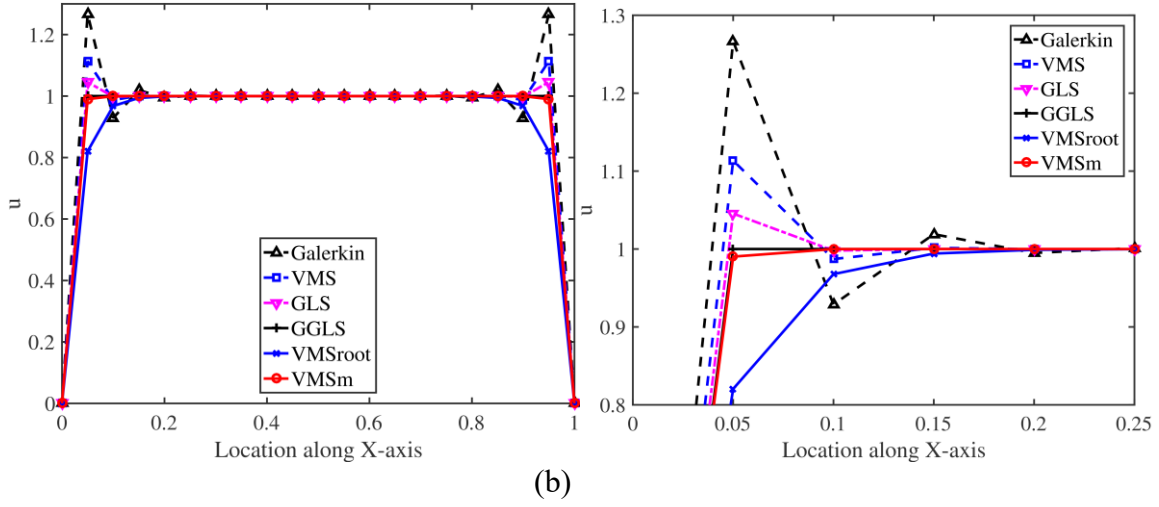 1.2
1
0.8
0.6
0.4
0.2
0
u
Galerkin
VMS
GLS
GGLS
VMSroot
VMSm
0 0.2 0.4 0.6 0.8 1
Location along X-axis
1.3
1.2
1.1
1
0.9
0.8
u
Galerkin
VMS
GLS
GGLS
VMSroot
VMSm
0 0.05 0.1 0.15 0.2 0.25
Location along X-axis
(b)